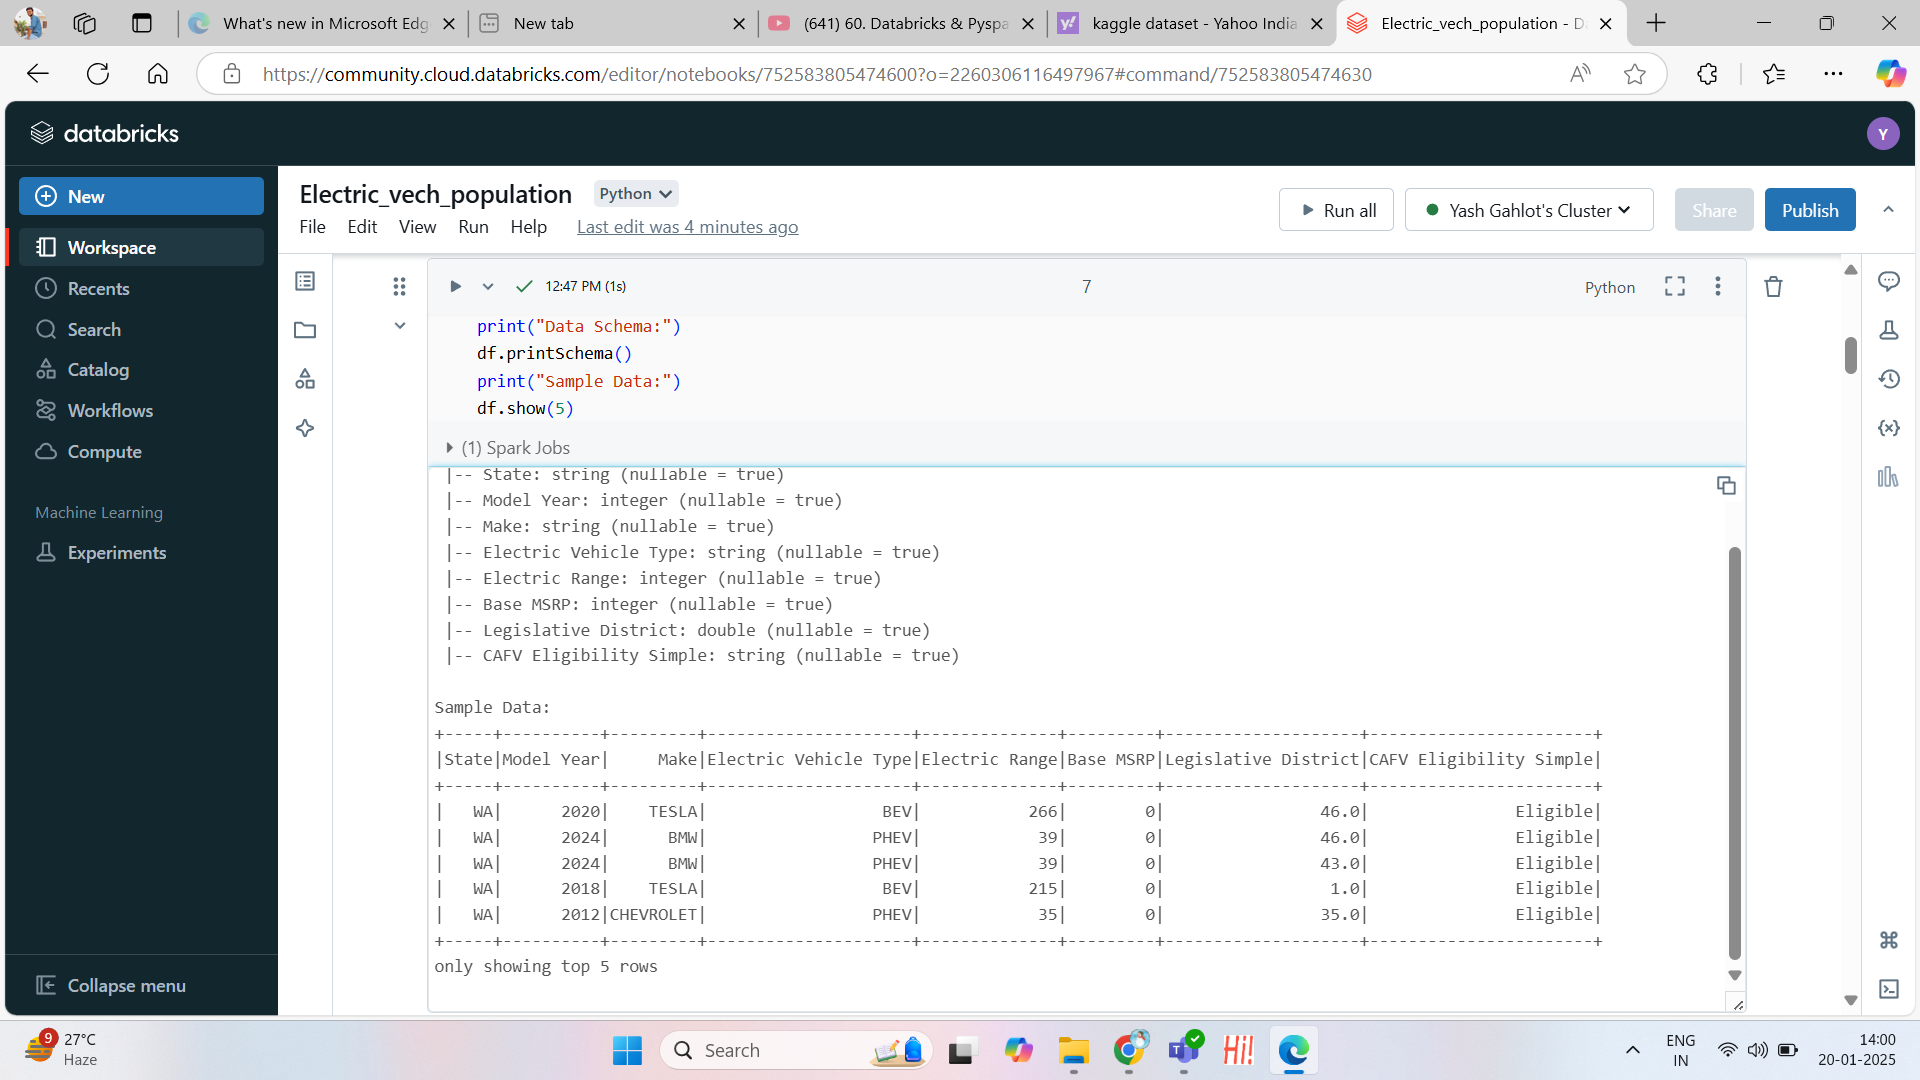 What's new in Microsoft Edg
New tab
(641) 60. Databricks & Pyspa
kaggle dataset - Yahoo India
Electric_vech_population - Da
https://community.cloud.databricks.com/editor/notebooks/752583805474600?o=2260306116497967#command/752583805474630
databricks
Y
New
Workspace
Recents
Search
Catalog
Workflows
Compute
Machine Learning
Experiments
Collapse menu
Electric_vech_population
Python
File Edit View Run Help Last edit was 4 minutes ago
Run all
Yash Gahlot's Cluster
Share
Publish
12:47 PM (1s)
7
Python
print("Data Schema:")
df.printSchema()
print("Sample Data:")
df.show(5)
(1) Spark Jobs
|-- State: string (nullable = true)
|-- Model Year: integer (nullable = true)
|-- Make: string (nullable = true)
|-- Electric Vehicle Type: string (nullable = true)
|-- Electric Range: integer (nullable = true)
|-- Base MSRP: integer (nullable = true)
|-- Legislative District: double (nullable = true)
|-- CAFV Eligibility Simple: string (nullable = true)
Sample Data:
+-----+----------+---------+---------------------+--------------+---------+--------------------+-----------------------+
|State|Model Year|     Make|Electric Vehicle Type|Electric Range|Base MSRP|Legislative District|CAFV Eligibility Simple|
+-----+----------+---------+---------------------+--------------+---------+--------------------+-----------------------+
|   WA|      2020|    TESLA|                  BEV|           266|        0|                46.0|               Eligible|
|   WA|      2024|      BMW|                 PHEV|            39|        0|                46.0|               Eligible|
|   WA|      2024|      BMW|                 PHEV|            39|        0|                43.0|               Eligible|
|   WA|      2018|    TESLA|                  BEV|           215|        0|                 1.0|               Eligible|
|   WA|      2012|CHEVROLET|                 PHEV|            35|        0|                35.0|               Eligible|
+-----+----------+---------+---------------------+--------------+---------+--------------------+-----------------------+
only showing top 5 rows
9
27°C
Haze
Search
Hi!
ENG
IN
14:00
20-01-2025